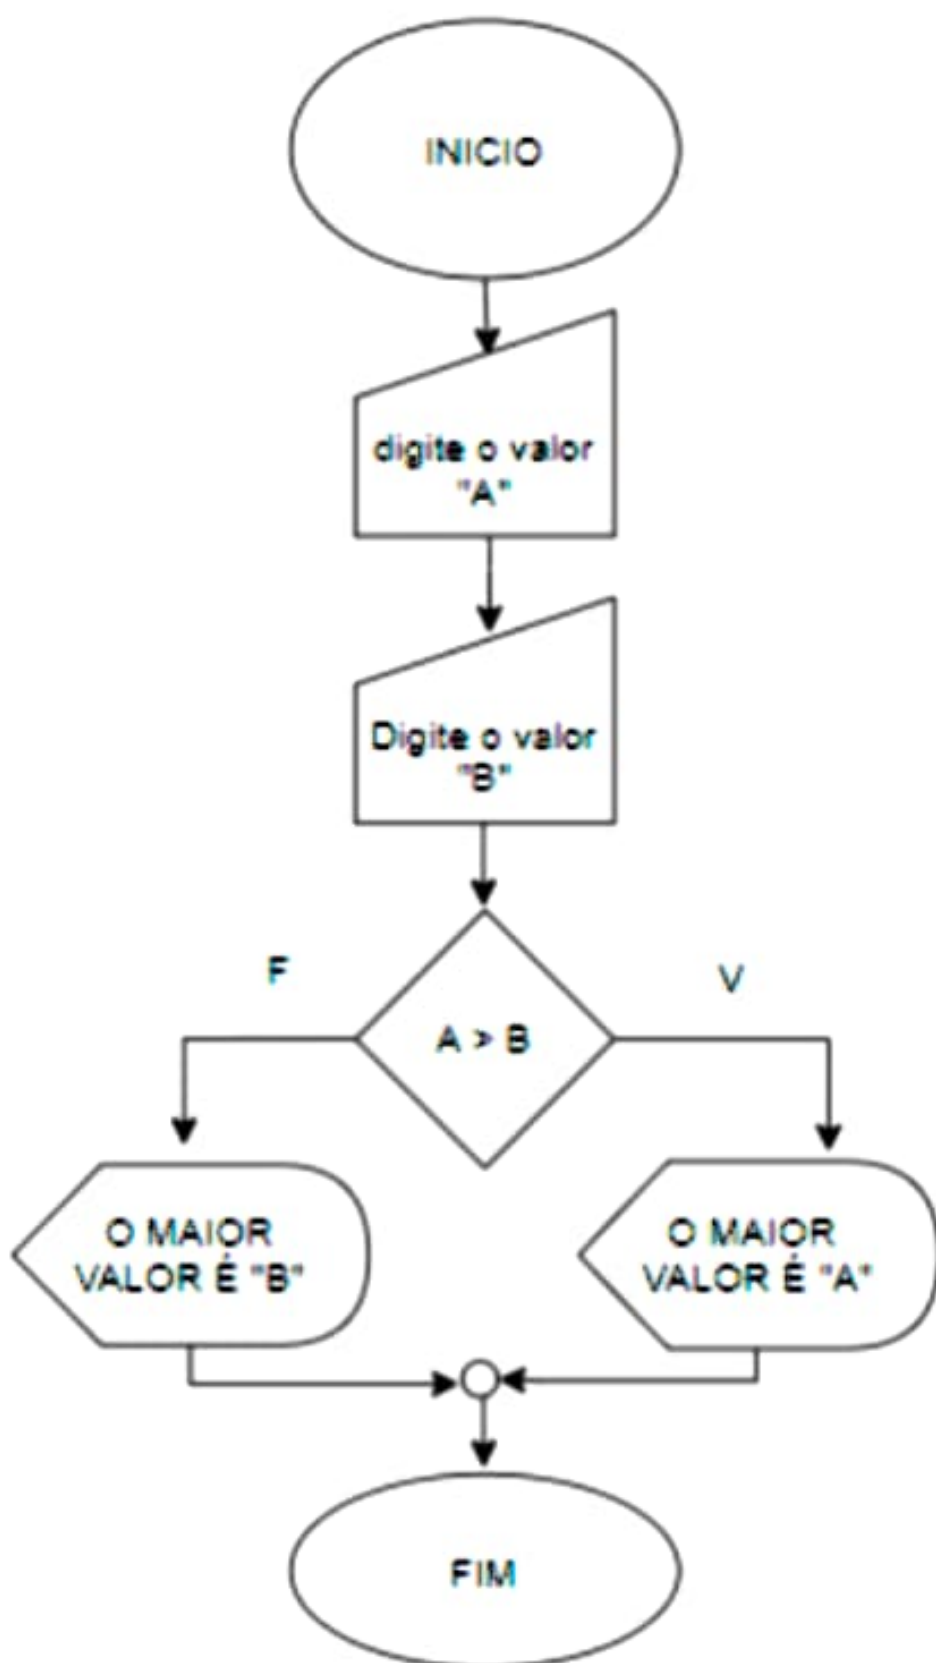 INICIO
digite o valor
"A"
Digite o valor
"B"
F
V
A > B
O MAIOR
VALOR É "B"
O MAIOR
VALOR É "A"
FIM